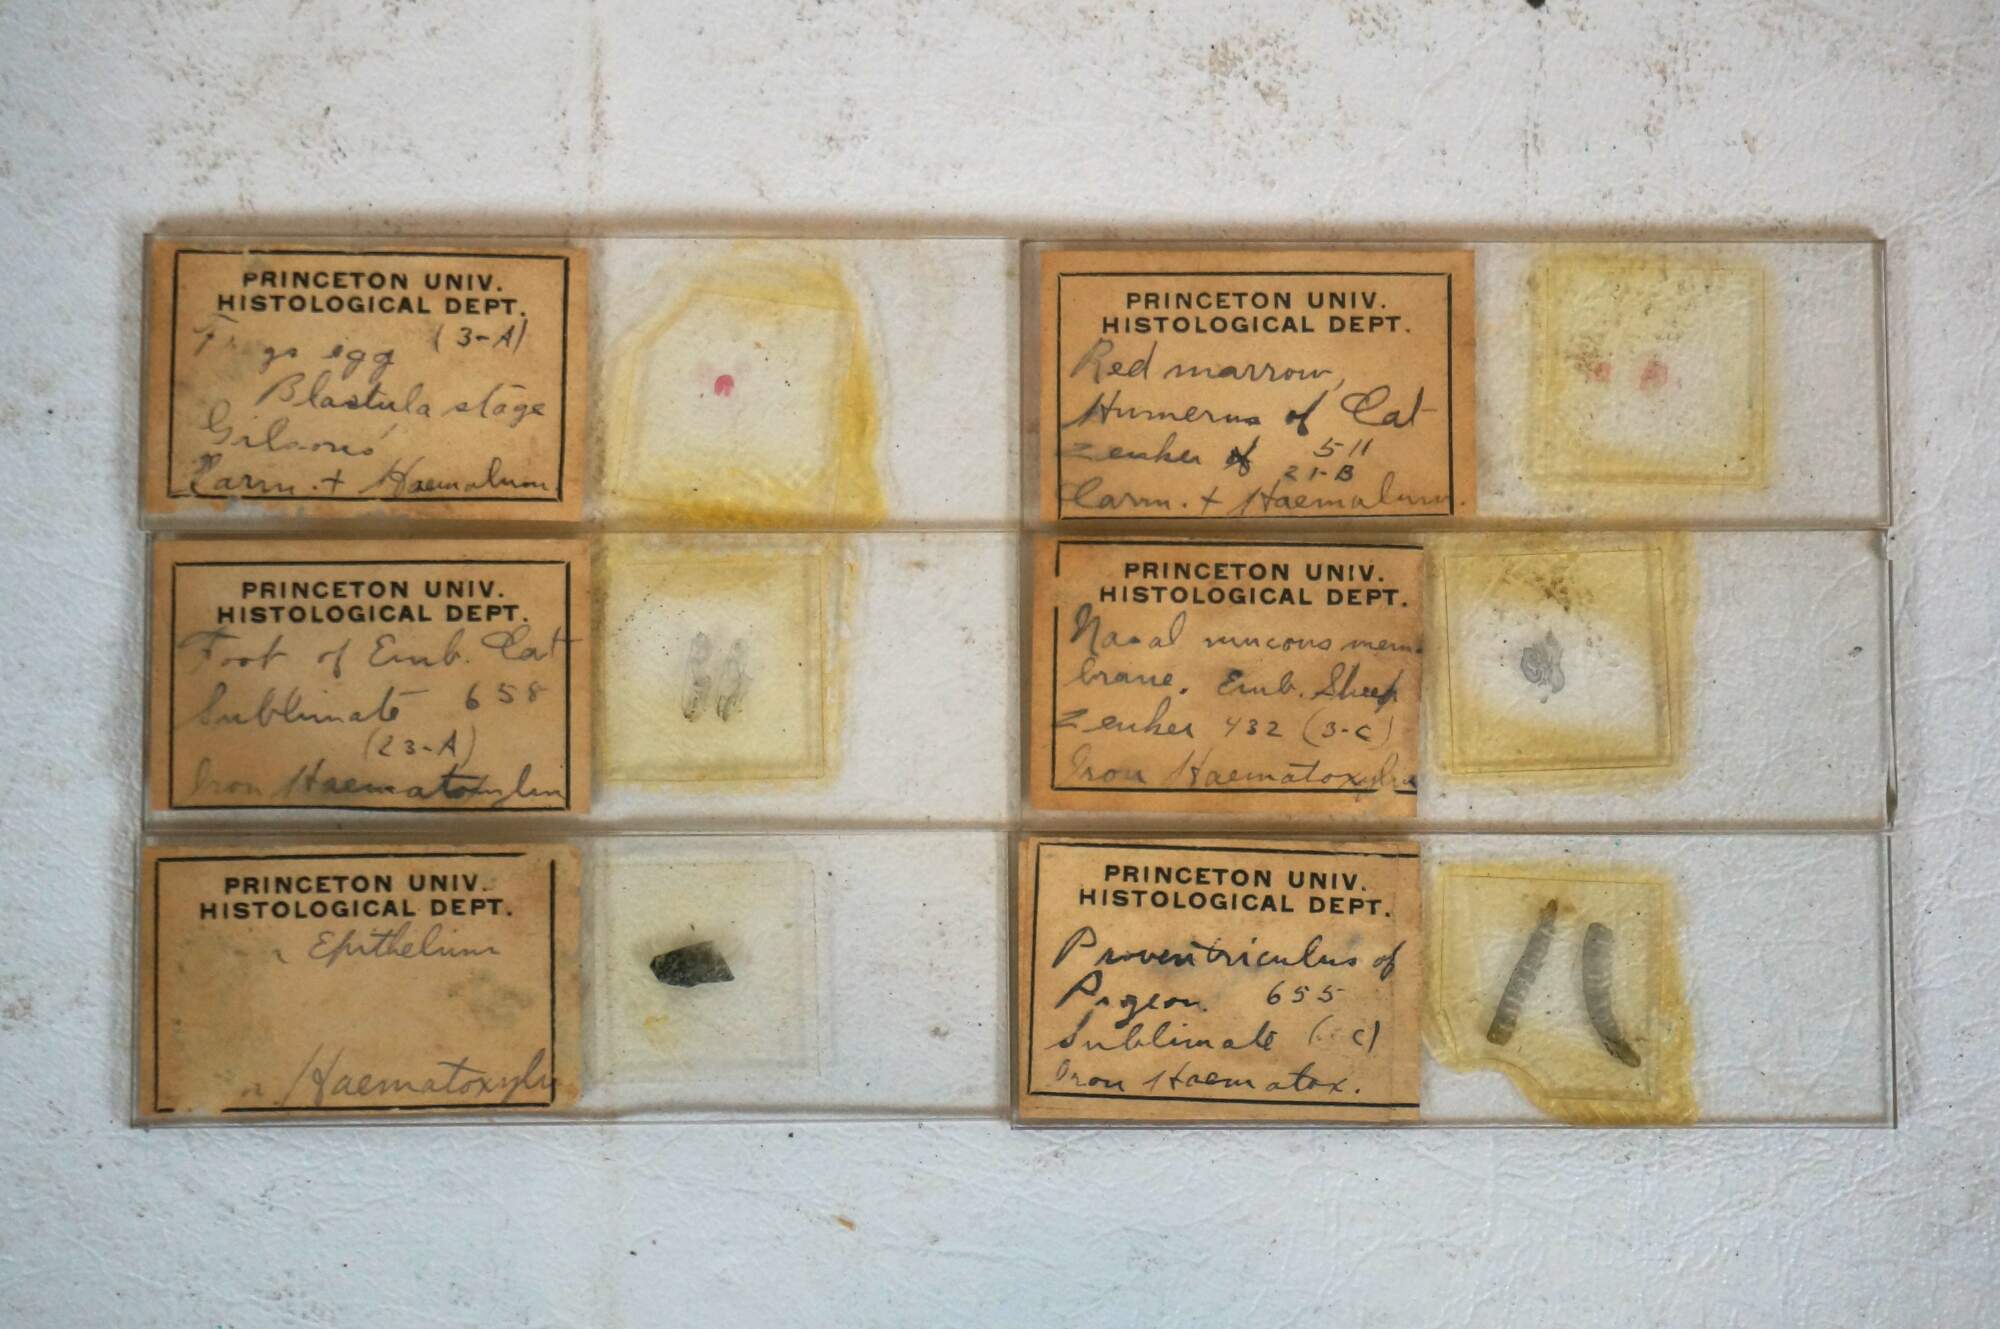 PRINCETON UNIV.
HISTOLOGICAL DEPT.
(3-A)
egg
Blastula stage
Gilsons
Carm. + Haemalum.
PRINCETON UNIV.
HISTOLOGICAL DEPT.
Red marrow,
Humerus of Cat
Zenker 511
21-B
Carm. + Haemalum.
PRINCETON UNIV.
HISTOLOGICAL DEPT.
Foot of Emb. Cat
Sublimate 658
(23-A)
Iron Haematoxylin
PRINCETON UNIV.
HISTOLOGICAL DEPT.
Nasal mucous mem-
brane. Emb. Sheep
Zenker 432 (3-C)
Iron Haematoxylin
PRINCETON UNIV.
HISTOLOGICAL DEPT.
Epithelium
Haematoxylin
PRINCETON UNIV.
HISTOLOGICAL DEPT.
Proventriculus of
Pigeon. 655
Sublimate
Iron Haematox.